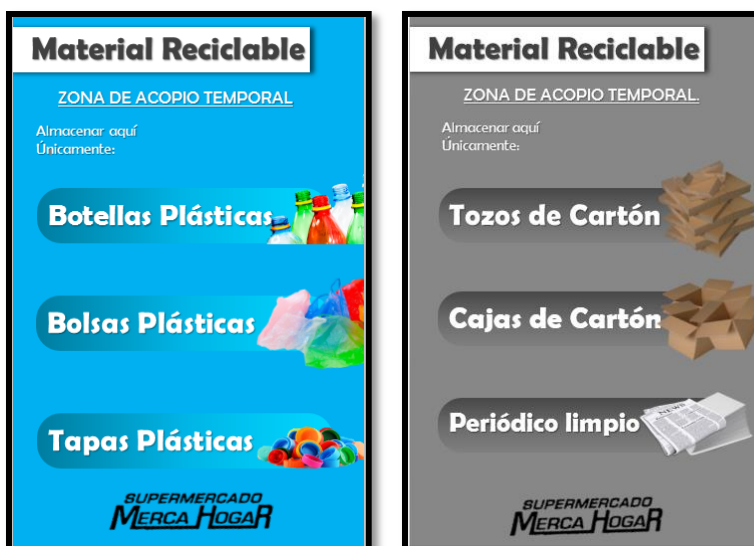 Material Reciclable
ZONA DE ACOPIO TEMPORAL
Almacenar aquí
Únicamente:
Botellas Plásticas
Bolsas Plásticas
Tapas Plásticas
SUPERMERCADO
MERCA HOGAR
Material Reciclable
ZONA DE ACOPIO TEMPORAL.
Almacenar aquí
Únicamente:
Tozos de Cartón
Cajas de Cartón
Periódico limpio
NEWS
SUPERMERCADO
MERCA HOGAR